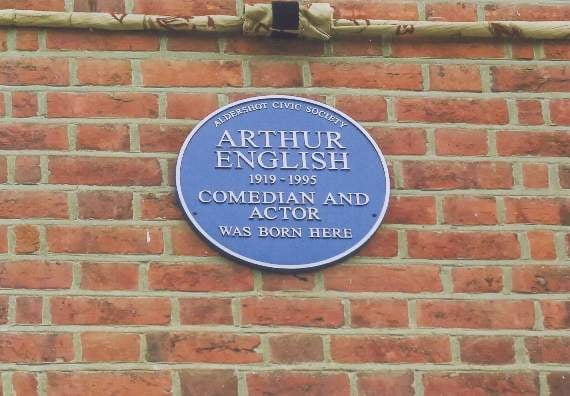 ALDERSHOT CIVIC SOCIETY
ARTHUR
ENGLISH
1919-1995
COMEDIAN AND
ACTOR
WAS BORN HERE